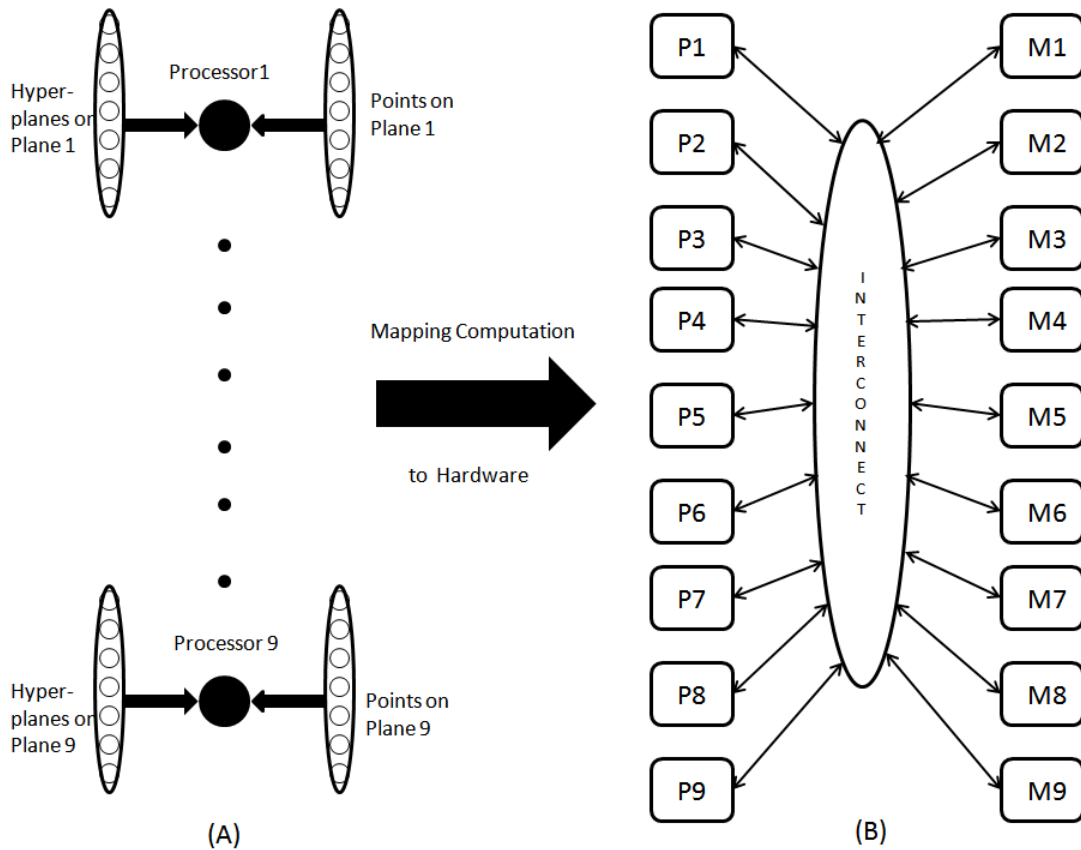 Processor1
Hyper-
planes on
Plane 1
Points on
Plane 1
Processor 9
Hyper-
planes on
Plane 9
Points on
Plane 9
(A)
Mapping Computation
to Hardware
P1
P2
P3
P4
P5
P6
P7
P8
P9
INTERCONNECT
M1
M2
M3
M4
M5
M6
M7
M8
M9
(B)